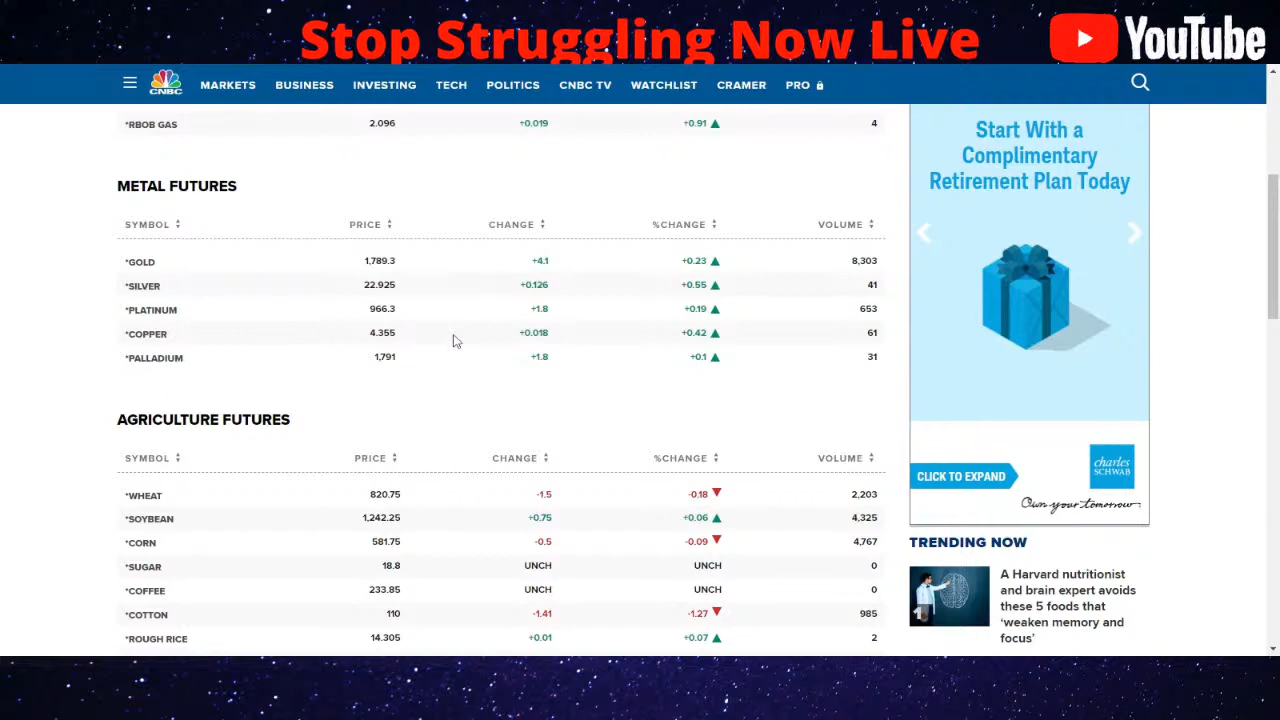 Stop Struggling Now Live
YouTube
CNBC
MARKETS BUSINESS INVESTING TECH POLITICS CNBC TV WATCHLIST CRAMER PRO
*RBOB GAS 2.096 +0.019 +0.91 4
METAL FUTURES
SYMBOL PRICE CHANGE %CHANGE VOLUME
*GOLD 1,789.3 +4.1 +0.23 8,303
*SILVER 22.925 +0.126 +0.55 41
*PLATINUM 966.3 +1.8 +0.19 653
*COPPER 4.355 +0.018 +0.42 61
*PALLADIUM 1,791 +1.8 +0.1 31
AGRICULTURE FUTURES
SYMBOL PRICE CHANGE %CHANGE VOLUME
*WHEAT 820.75 -1.5 -0.18 2,203
*SOYBEAN 1,242.25 +0.75 +0.06 4,325
*CORN 581.75 -0.5 -0.09 4,767
*SUGAR 18.8 UNCH UNCH 0
*COFFEE 233.85 UNCH UNCH 0
*COTTON 110 -1.41 -1.27 985
*ROUGH RICE 14.305 +0.01 +0.07 2
Start With a
Complimentary
Retirement Plan Today
CLICK TO EXPAND
charles
SCHWAB
Own your tomorrow
TRENDING NOW
1
A Harvard nutritionist
and brain expert avoids
these 5 foods that
‘weaken memory and
focus’